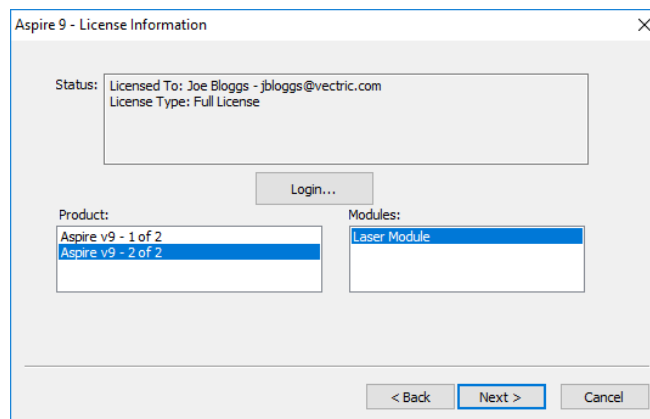 Aspire 9 - License Information
Status:
Licensed To: Joe Bloggs - jbloggs@vectric.com
License Type: Full License
Login...
Product:
Modules:
Aspire v9 - 1 of 2
Laser Module
Aspire v9 - 2 of 2
< Back
Next >
Cancel